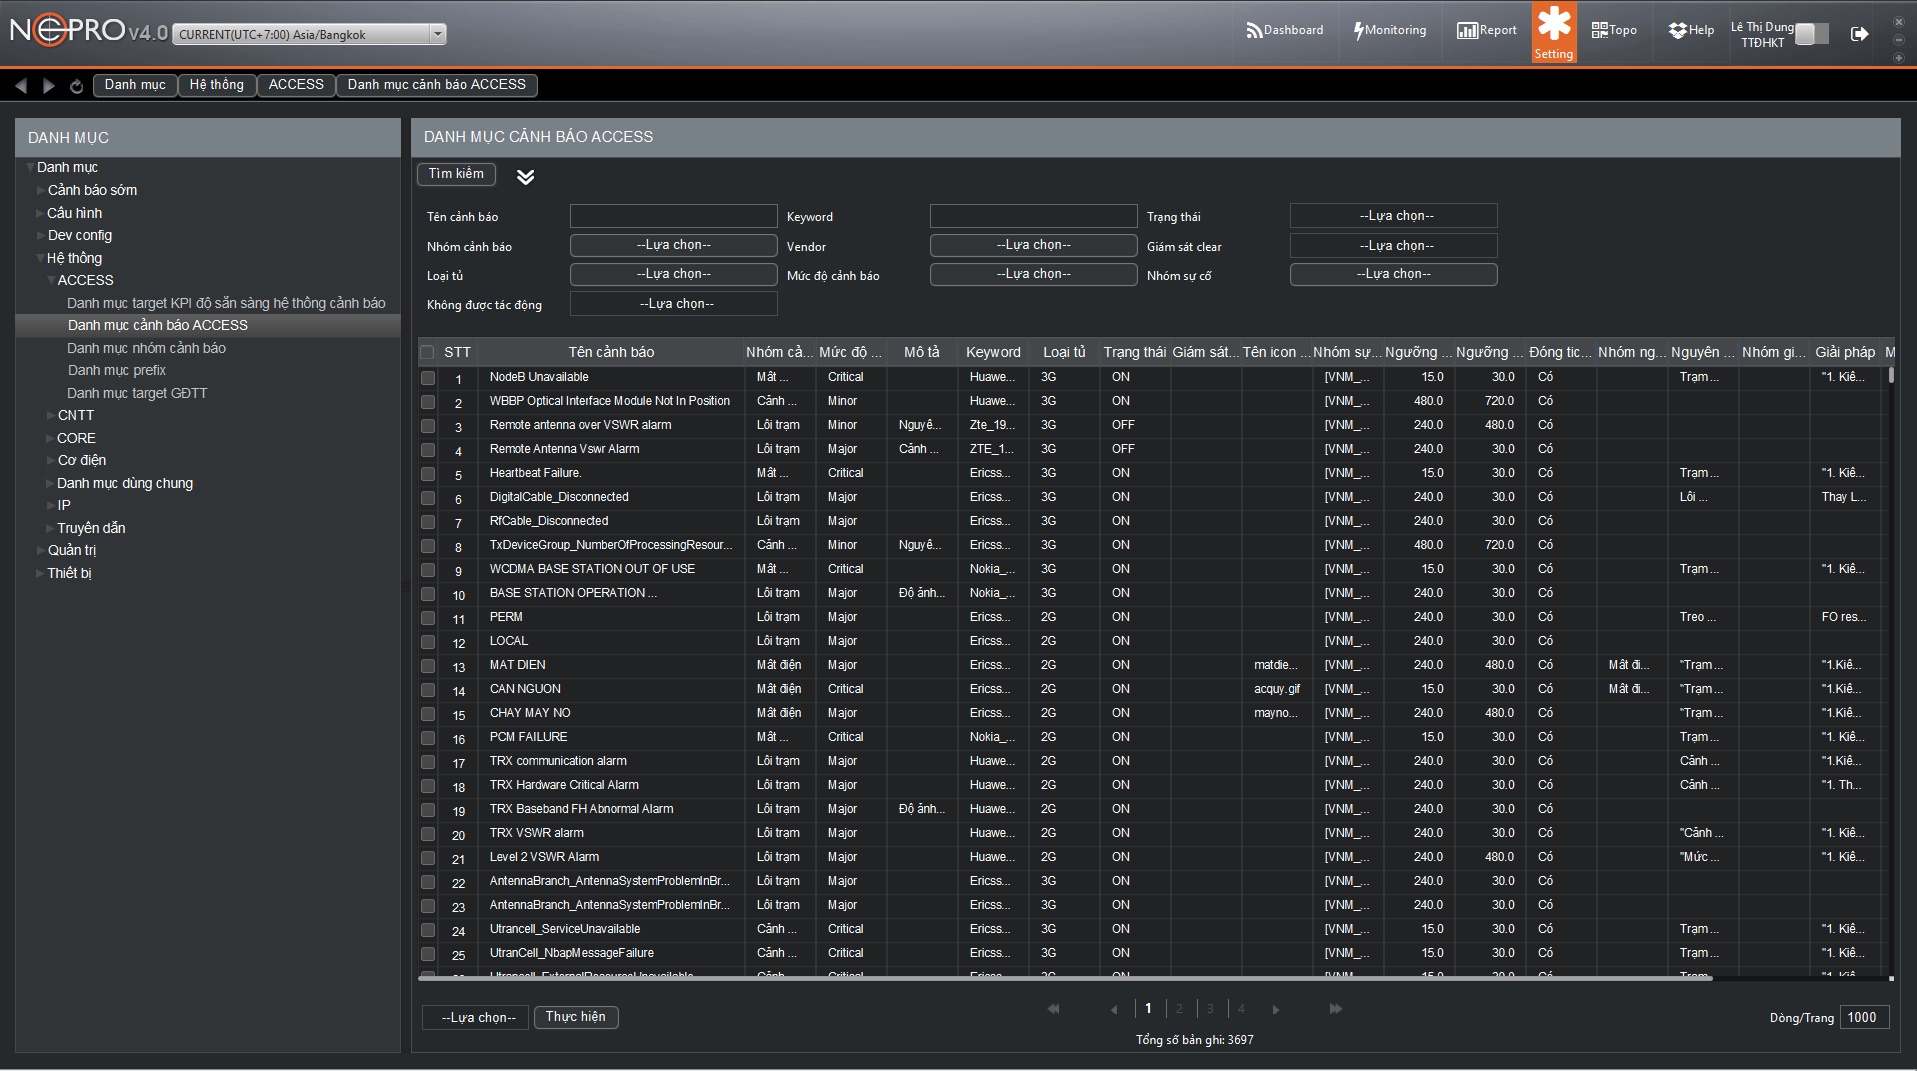 NOCPRO v4.0 CURRENT(UTC+7:00) Asia/Bangkok
Dashboard Monitoring Report Setting Topo Help Lê Thị Dung TTĐHKT
Danh mục Hệ thống ACCESS Danh mục cảnh báo ACCESS
DANH MỤC
Danh mục
Cảnh báo sớm
Cấu hình
Dev config
Hệ thống
ACCESS
Danh mục target KPI độ sẵn sàng hệ thống cảnh báo
Danh mục cảnh báo ACCESS
Danh mục nhóm cảnh báo
Danh mục prefix
Danh mục target GĐTT
CNTT
CORE
Cơ điện
Danh mục dùng chung
IP
Truyền dẫn
Quản trị
Thiết bị
DANH MỤC CẢNH BÁO ACCESS
Tìm kiếm
Tên cảnh báo Keyword Trạng thái --Lựa chọn--
Nhóm cảnh báo --Lựa chọn-- Vendor --Lựa chọn-- Giám sát clear --Lựa chọn--
Loại tủ --Lựa chọn-- Mức độ cảnh báo --Lựa chọn-- Nhóm sự cố --Lựa chọn--
Không được tác động --Lựa chọn--
STT Tên cảnh báo Nhóm cả... Mức độ ... Mô tả Keyword Loại tủ Trạng thái Giám sát... Tên icon ... Nhóm sự... Ngưỡng ... Ngưỡng ... Đóng tic... Nhóm ng... Nguyên ... Nhóm gi... Giải pháp M
1 NodeB Unavailable Mất ... Critical Huawe... 3G ON [VNM_... 15.0 30.0 Có Trạm ... "1. Kiể...
2 WBBP Optical Interface Module Not In Position Cảnh ... Minor Huawe... 3G ON [VNM_... 480.0 720.0 Có
3 Remote antenna over VSWR alarm Lỗi trạm Minor Nguyê... Zte_19... 3G OFF [VNM_... 240.0 480.0 Có
4 Remote Antenna Vswr Alarm Lỗi trạm Major Cảnh ... ZTE_1... 3G OFF [VNM_... 240.0 30.0 Có
5 Heartbeat Failure. Mất ... Critical Ericss... 3G ON [VNM_... 15.0 30.0 Có Trạm ... "1. Kiể...
6 DigitalCable_Disconnected Lỗi trạm Major Ericss... 3G ON [VNM_... 240.0 30.0 Có Lỗi ... Thay L...
7 RfCable_Disconnected Lỗi trạm Major Ericss... 3G ON [VNM_... 240.0 30.0 Có
8 TxDeviceGroup_NumberOfProcessingResour... Cảnh ... Minor Nguyê... Ericss... 3G ON [VNM_... 480.0 720.0 Có
9 WCDMA BASE STATION OUT OF USE Mất ... Critical Nokia_... 3G ON [VNM_... 15.0 30.0 Có Trạm ... "1. Kiể...
10 BASE STATION OPERATION ... Lỗi trạm Major Độ ảnh... Nokia_... 3G ON [VNM_... 240.0 30.0 Có
11 PERM Lỗi trạm Major Ericss... 2G ON [VNM_... 240.0 30.0 Có Treo ... FO res...
12 LOCAL Lỗi trạm Major Ericss... 2G ON [VNM_... 240.0 30.0 Có
13 MAT DIEN Mất điện Major Ericss... 2G ON matdie... [VNM_... 240.0 480.0 Có Mất đi... "Trạm ... "1.Kiể...
14 CAN NGUON Mất điện Critical Ericss... 2G ON acquy.gif [VNM_... 15.0 30.0 Có Mất đi... "Trạm ... "1.Kiể...
15 CHAY MAY NO Mất điện Major Ericss... 2G ON mayno... [VNM_... 240.0 480.0 Có "Trạm ... "1.Kiể...
16 PCM FAILURE Mất ... Critical Nokia_... 2G ON [VNM_... 15.0 30.0 Có Trạm ... "1. Kiể...
17 TRX communication alarm Lỗi trạm Major Huawe... 2G ON [VNM_... 240.0 30.0 Có Cảnh ... "1.Kiể...
18 TRX Hardware Critical Alarm Lỗi trạm Major Huawe... 2G ON [VNM_... 240.0 30.0 Có Cảnh ... "1. Th...
19 TRX Baseband FH Abnormal Alarm Lỗi trạm Major Độ ảnh... Huawe... 2G ON [VNM_... 240.0 30.0 Có
20 TRX VSWR alarm Lỗi trạm Major Huawe... 2G ON [VNM_... 240.0 30.0 Có "Cảnh ... "1. Kiể...
21 Level 2 VSWR Alarm Lỗi trạm Major Huawe... 2G ON [VNM_... 240.0 480.0 Có "Mức ... "1. Kiể...
22 AntennaBranch_AntennaSystemProblemInBr... Lỗi trạm Major Ericss... 3G ON [VNM_... 240.0 30.0 Có
23 AntennaBranch_AntennaSystemProblemInBr... Lỗi trạm Major Ericss... 3G ON [VNM_... 240.0 30.0 Có
24 Utrancell_ServiceUnavailable Cảnh ... Critical Ericss... 3G ON [VNM_... 15.0 30.0 Có Trạm ... "1. Kiể...
25 UtranCell_NbapMessageFailure Cảnh ... Critical Ericss... 3G ON [VNM_... 15.0 30.0 Có Trạm ... "1. Kiể...
--Lựa chọn-- Thực hiện 1 2 3 4 Dòng/Trang 1000
Tổng số bản ghi: 3697